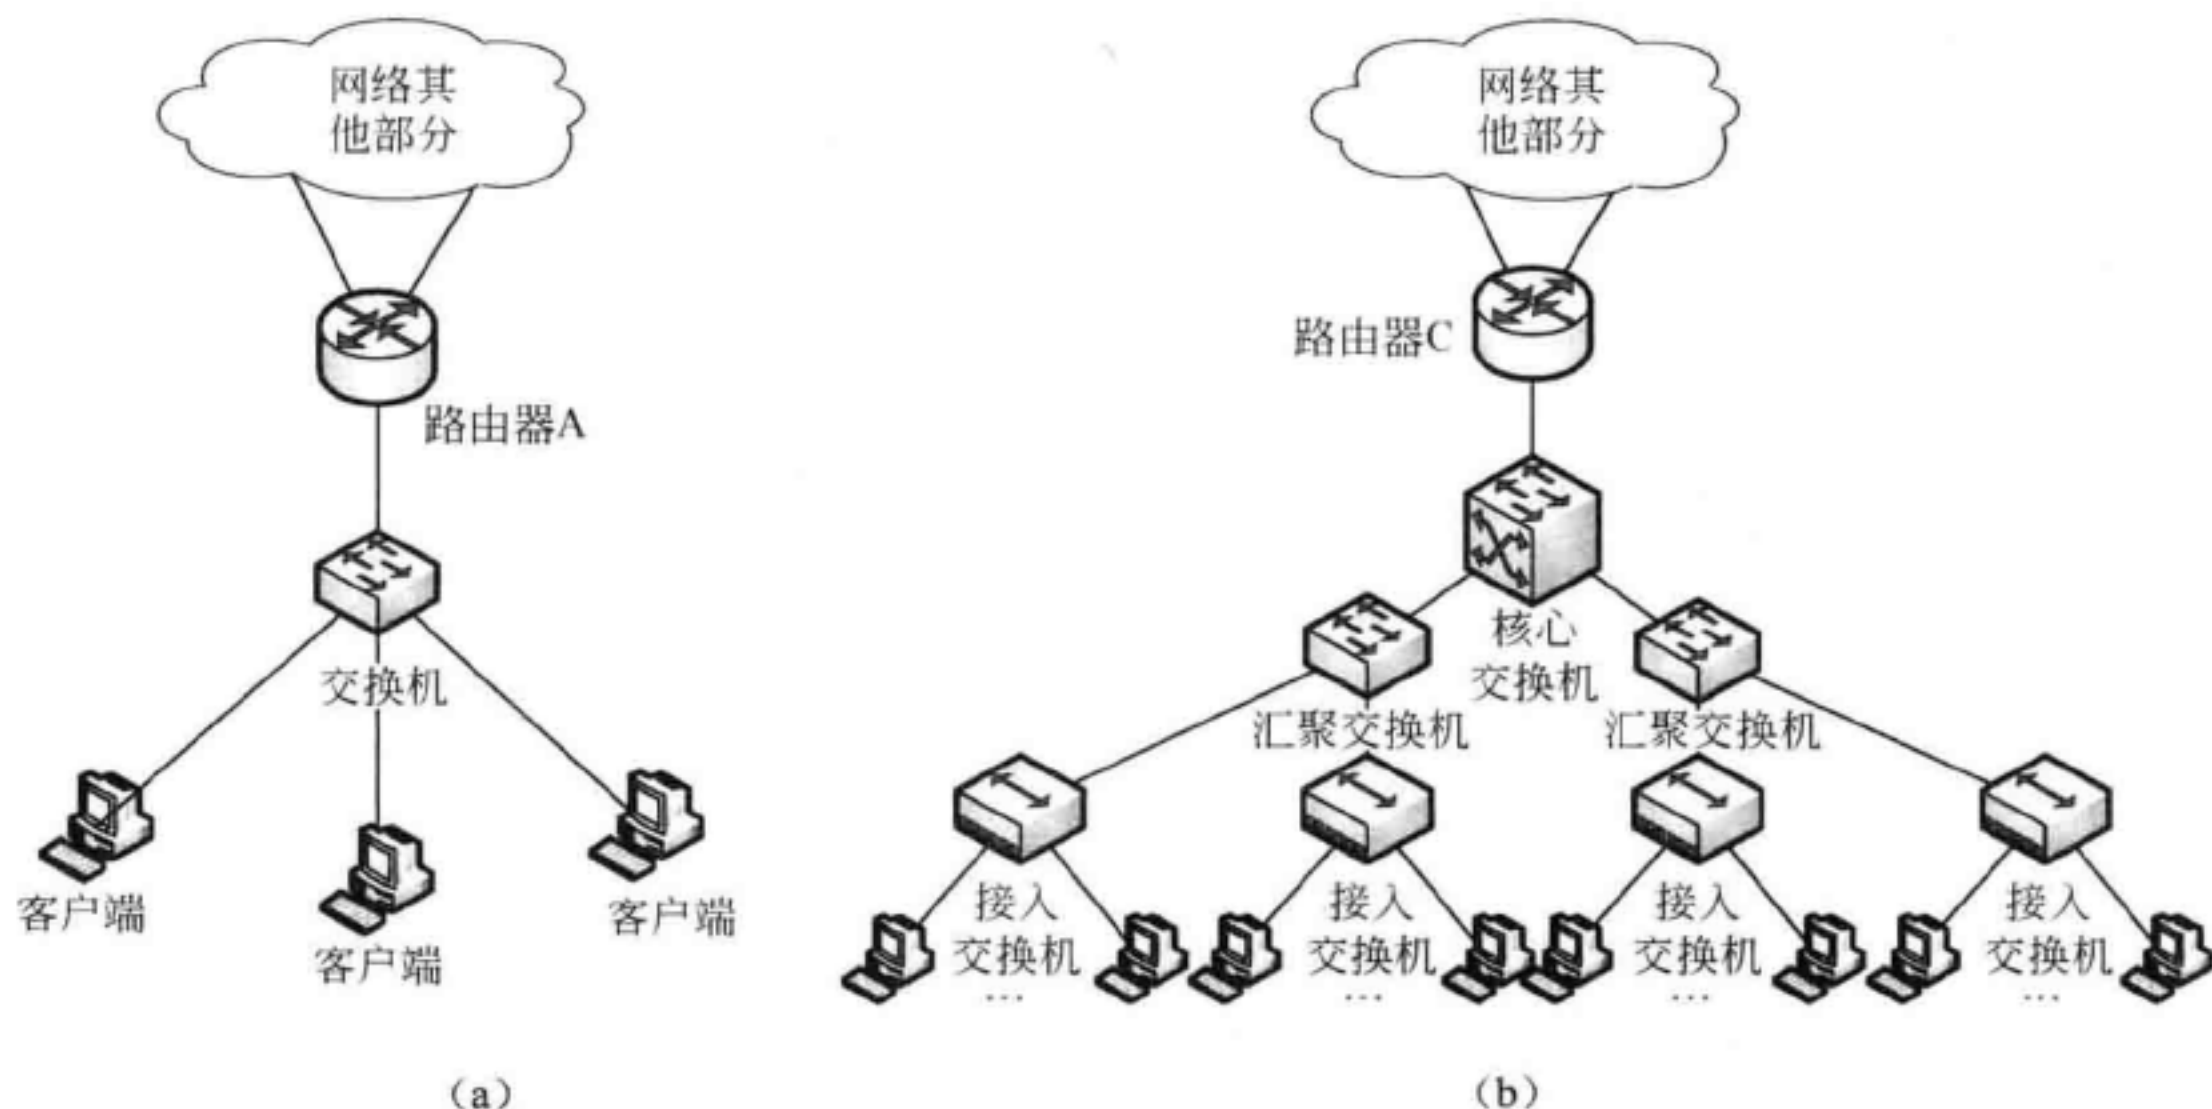 网络其
他部分
路由器A
交换机
客户端
客户端
客户端
(a)
网络其
他部分
路由器C
核心
交换机
汇聚交换机
汇聚交换机
接入
交换机
…
接入
交换机
…
接入
交换机
…
接入
交换机
…
(b)